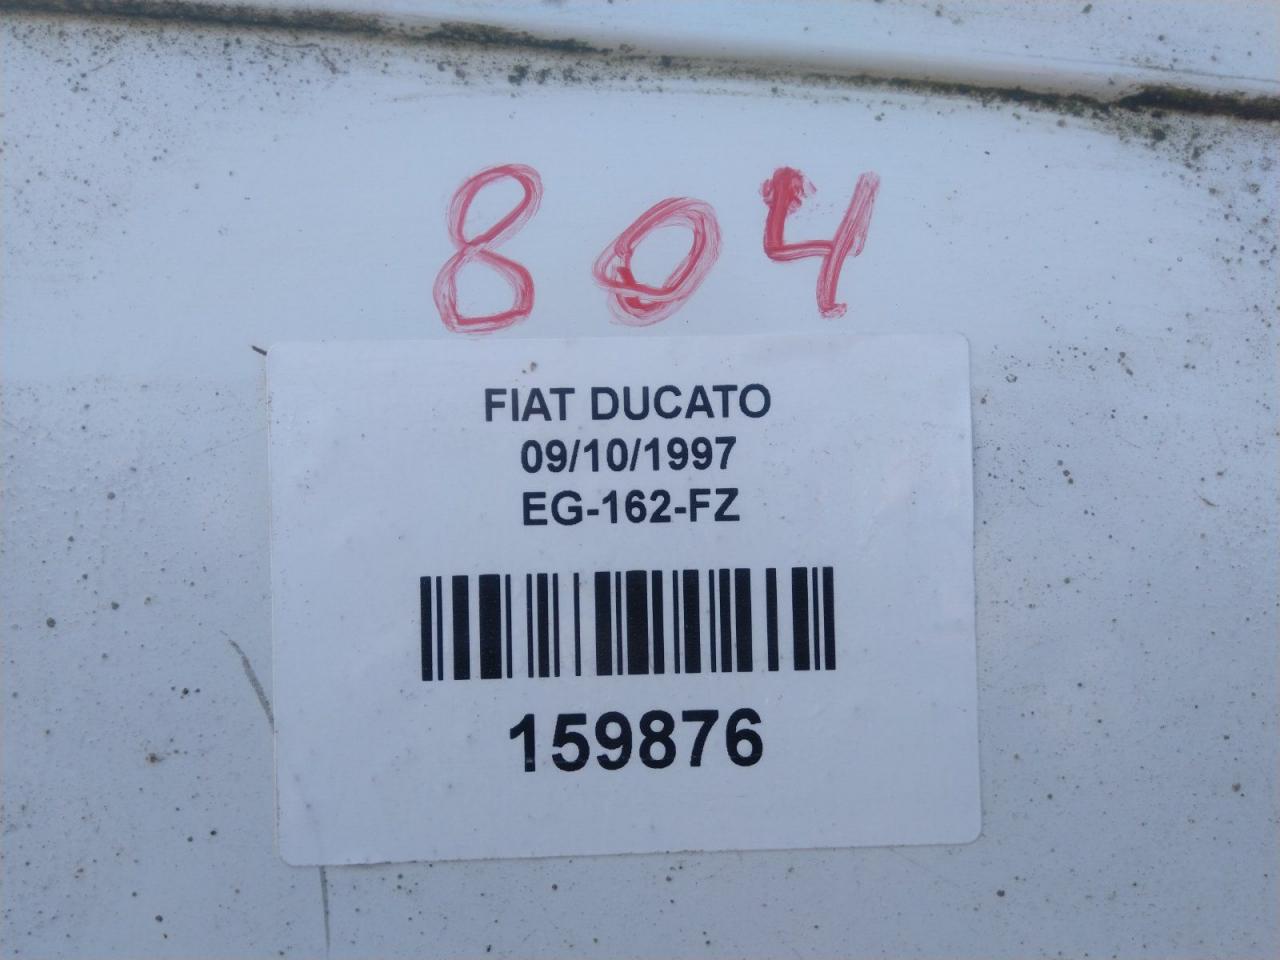 804
FIAT DUCATO
09/10/1997
EG-162-FZ
159876